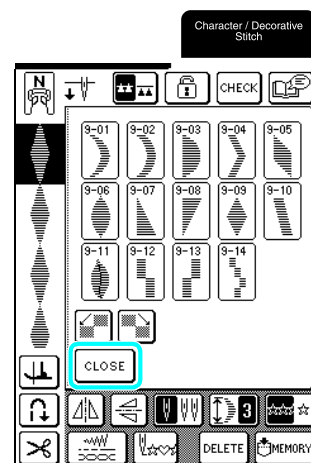 Character / Decorative
Stitch
N
CHECK
9-01 9-02 9-03 9-04 9-05
9-06 9-07 9-08 9-09 9-10
9-11 9-12 9-13 9-14
CLOSE
3
DELETE MEMORY